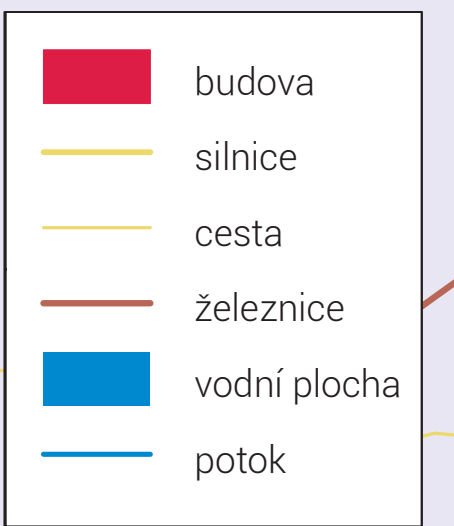 budova
silnice
cesta
železnice
vodní plocha
potok